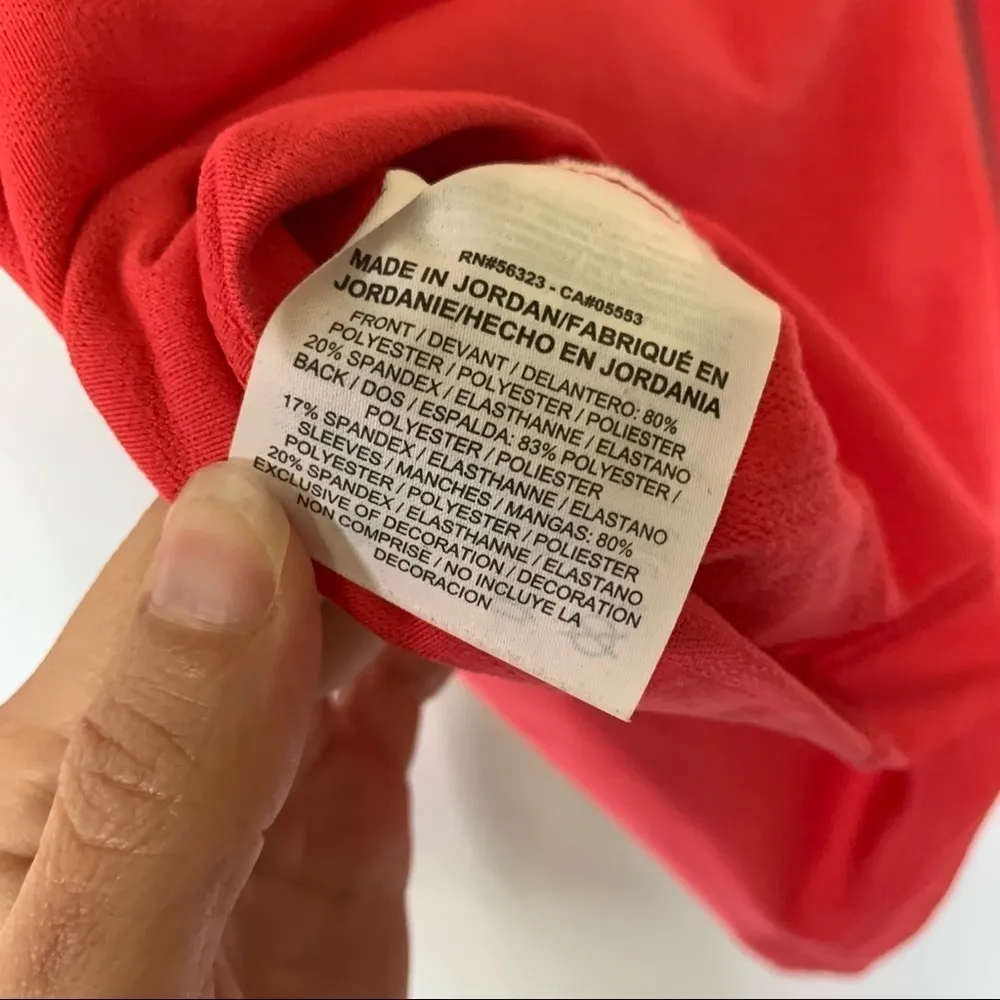 RN#56323 - CA#05553
MADE IN JORDAN/FABRIQUÉ EN
JORDANIE/HECHO EN JORDANIA
FRONT / DEVANT / DELANTERO: 80%
POLYESTER / POLYESTER / POLIESTER
20% SPANDEX / ELASTHANNE / ELASTANO
BACK / DOS / ESPALDA: 83% POLYESTER /
POLYESTER / POLIESTER
17% SPANDEX / ELASTHANNE / ELASTANO
SLEEVES / MANCHES / MANGAS: 80%
POLYESTER / POLYESTER / POLIESTER
20% SPANDEX / ELASTHANNE / ELASTANO
EXCLUSIVE OF DECORATION / DECORATION
NON COMPRISE / NO INCLUYE LA
DECORACION